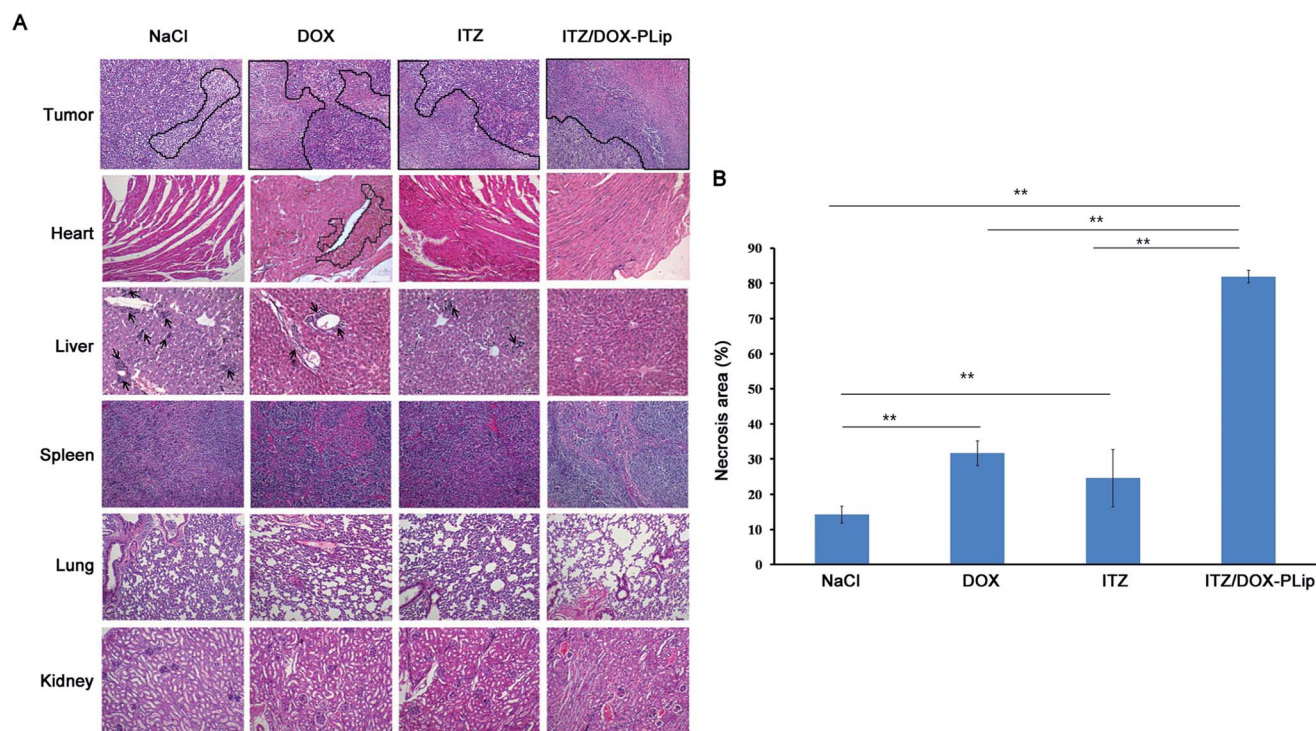 A
NaCl DOX ITZ ITZ/DOX-PLip
Tumor
Heart
Liver
Spleen
Lung
Kidney
B
**
**
**
**
**
Necrosis area (%)
90
80
70
60
50
40
30
20
10
0
NaCl DOX ITZ ITZ/DOX-PLip